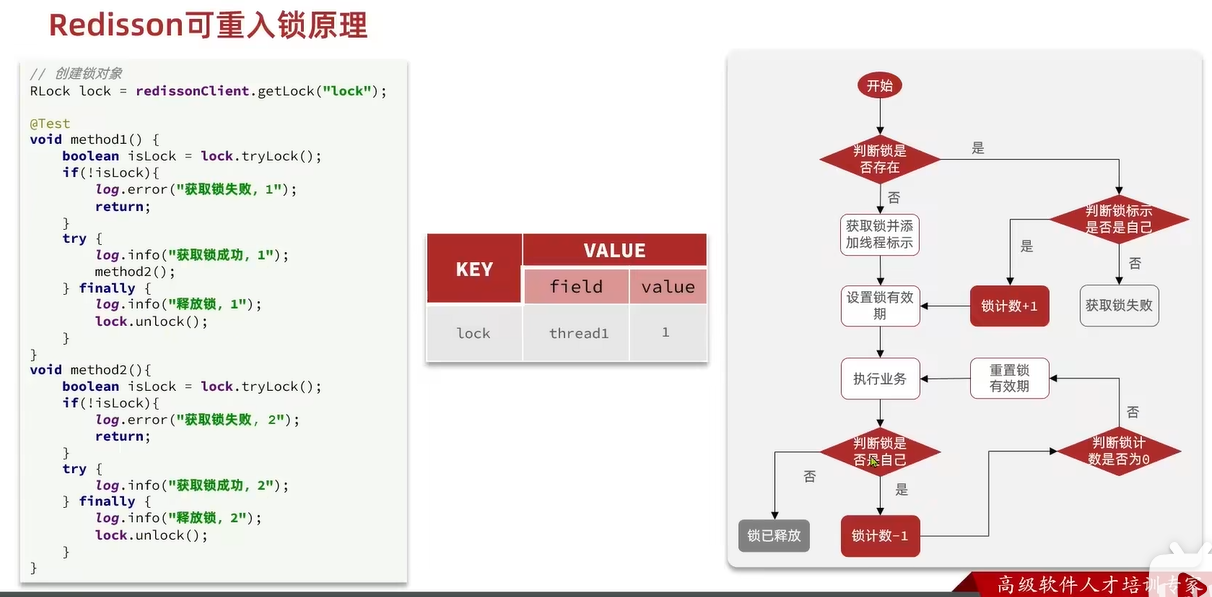 Redisson可重入锁原理
// 创建锁对象
RLock lock = redissonClient.getLock("lock");
@Test
void method1() {
boolean isLock = lock.tryLock();
if(!isLock){
log.error("获取锁失败，1");
return;
}
try {
log.info("获取锁成功，1");
method2();
} finally {
log.info("释放锁，1");
lock.unlock();
}
}
void method2(){
boolean isLock = lock.tryLock();
if(!isLock){
log.error("获取锁失败，2");
return;
}
try {
log.info("获取锁成功，2");
} finally {
log.info("释放锁，2");
lock.unlock();
}
}
KEY
VALUE
field
value
lock
thread1
1
开始
判断锁是
否存在
是
否
获取锁并添
加线程标示
判断锁标示
是否是自己
是
否
设置锁有效
期
锁计数+1
获取锁失败
执行业务
重置锁
有效期
否
判断锁是
否是自己
判断锁计
数是否为0
否
是
锁已释放
锁计数-1
高级软件人才培训专家